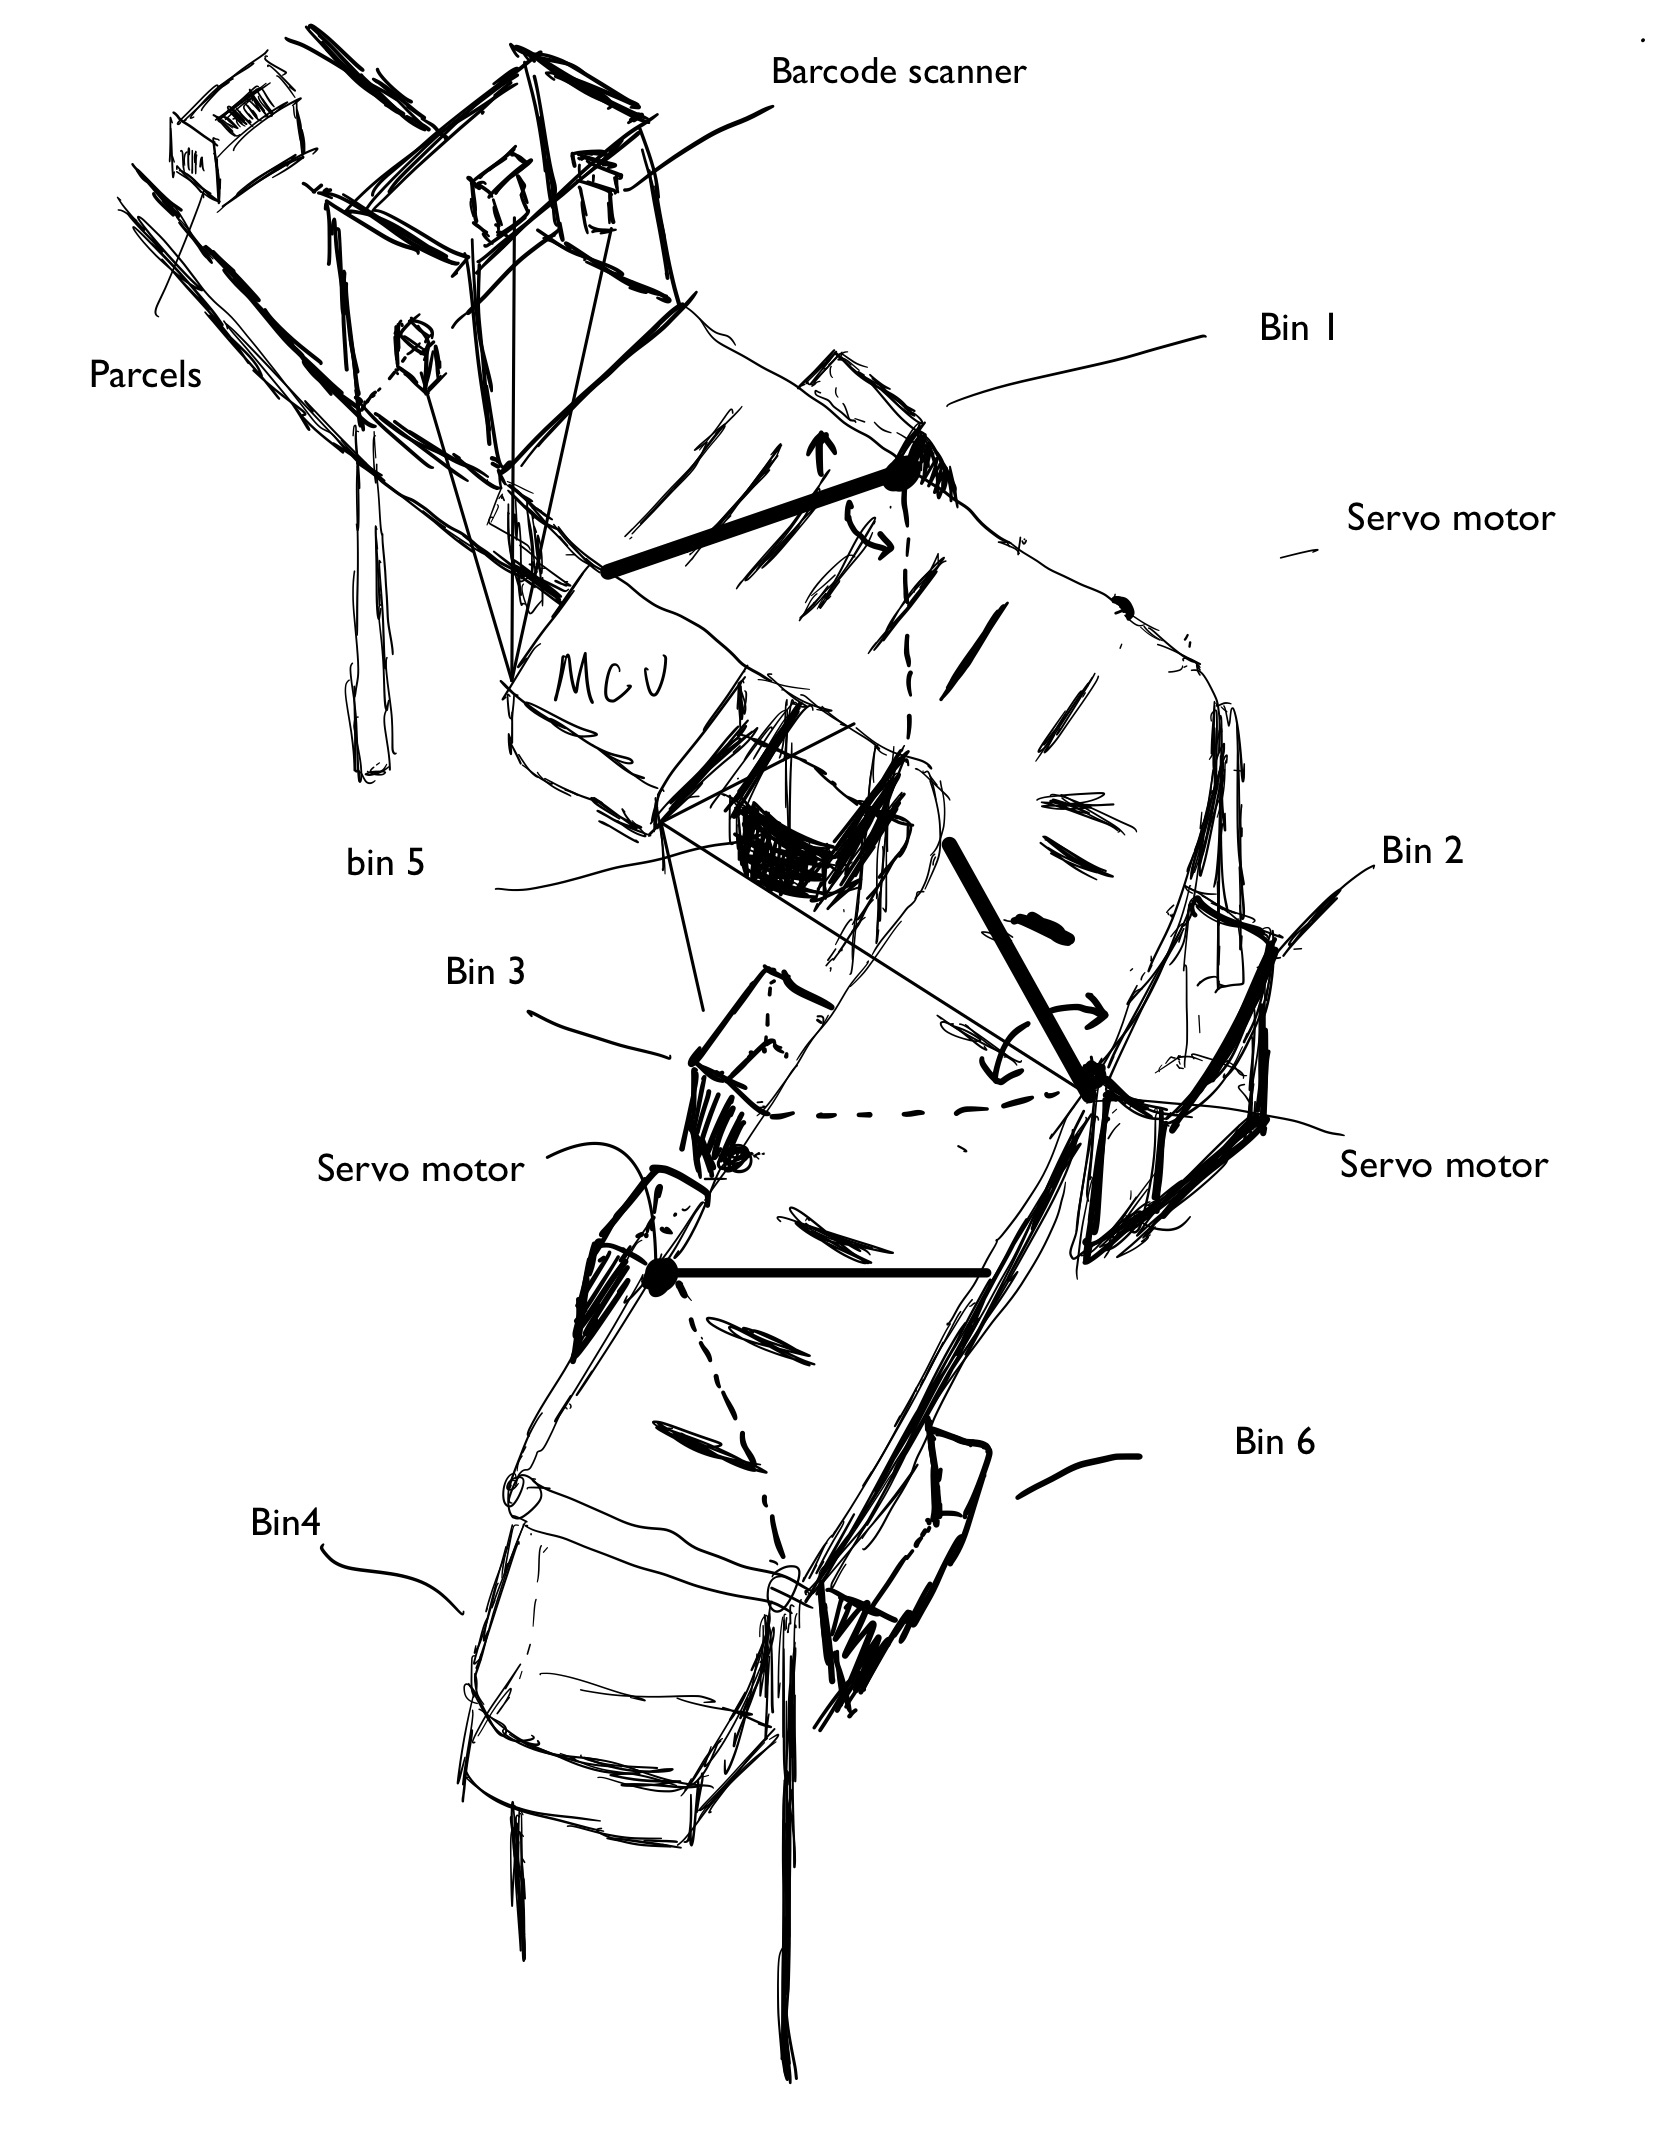 Barcode scanner
Bin 1
Parcels
Servo motor
MCU
bin 5
Bin 2
Bin 3
Servo motor
Servo motor
Bin 6
Bin4